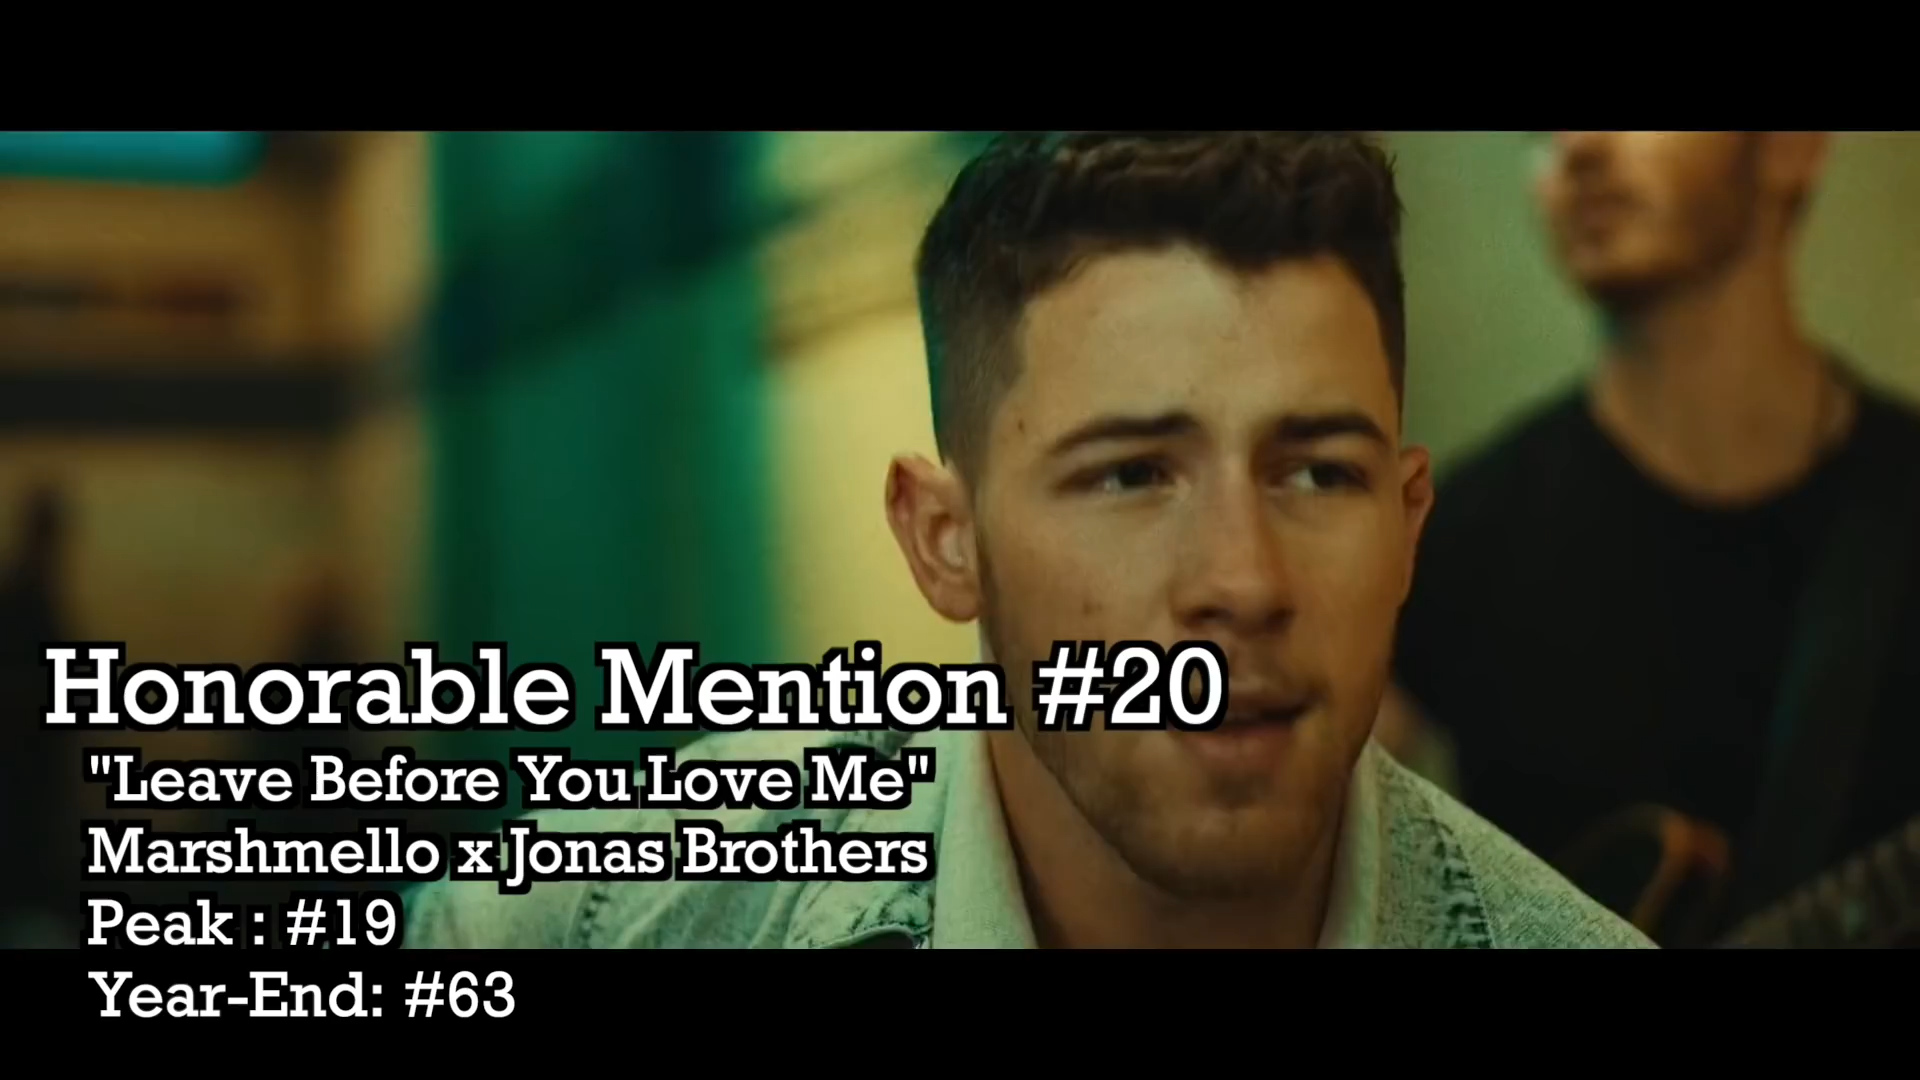 Honorable Mention #20
"Leave Before You Love Me"
Marshmello x Jonas Brothers
Peak : #19
Year-End: #63